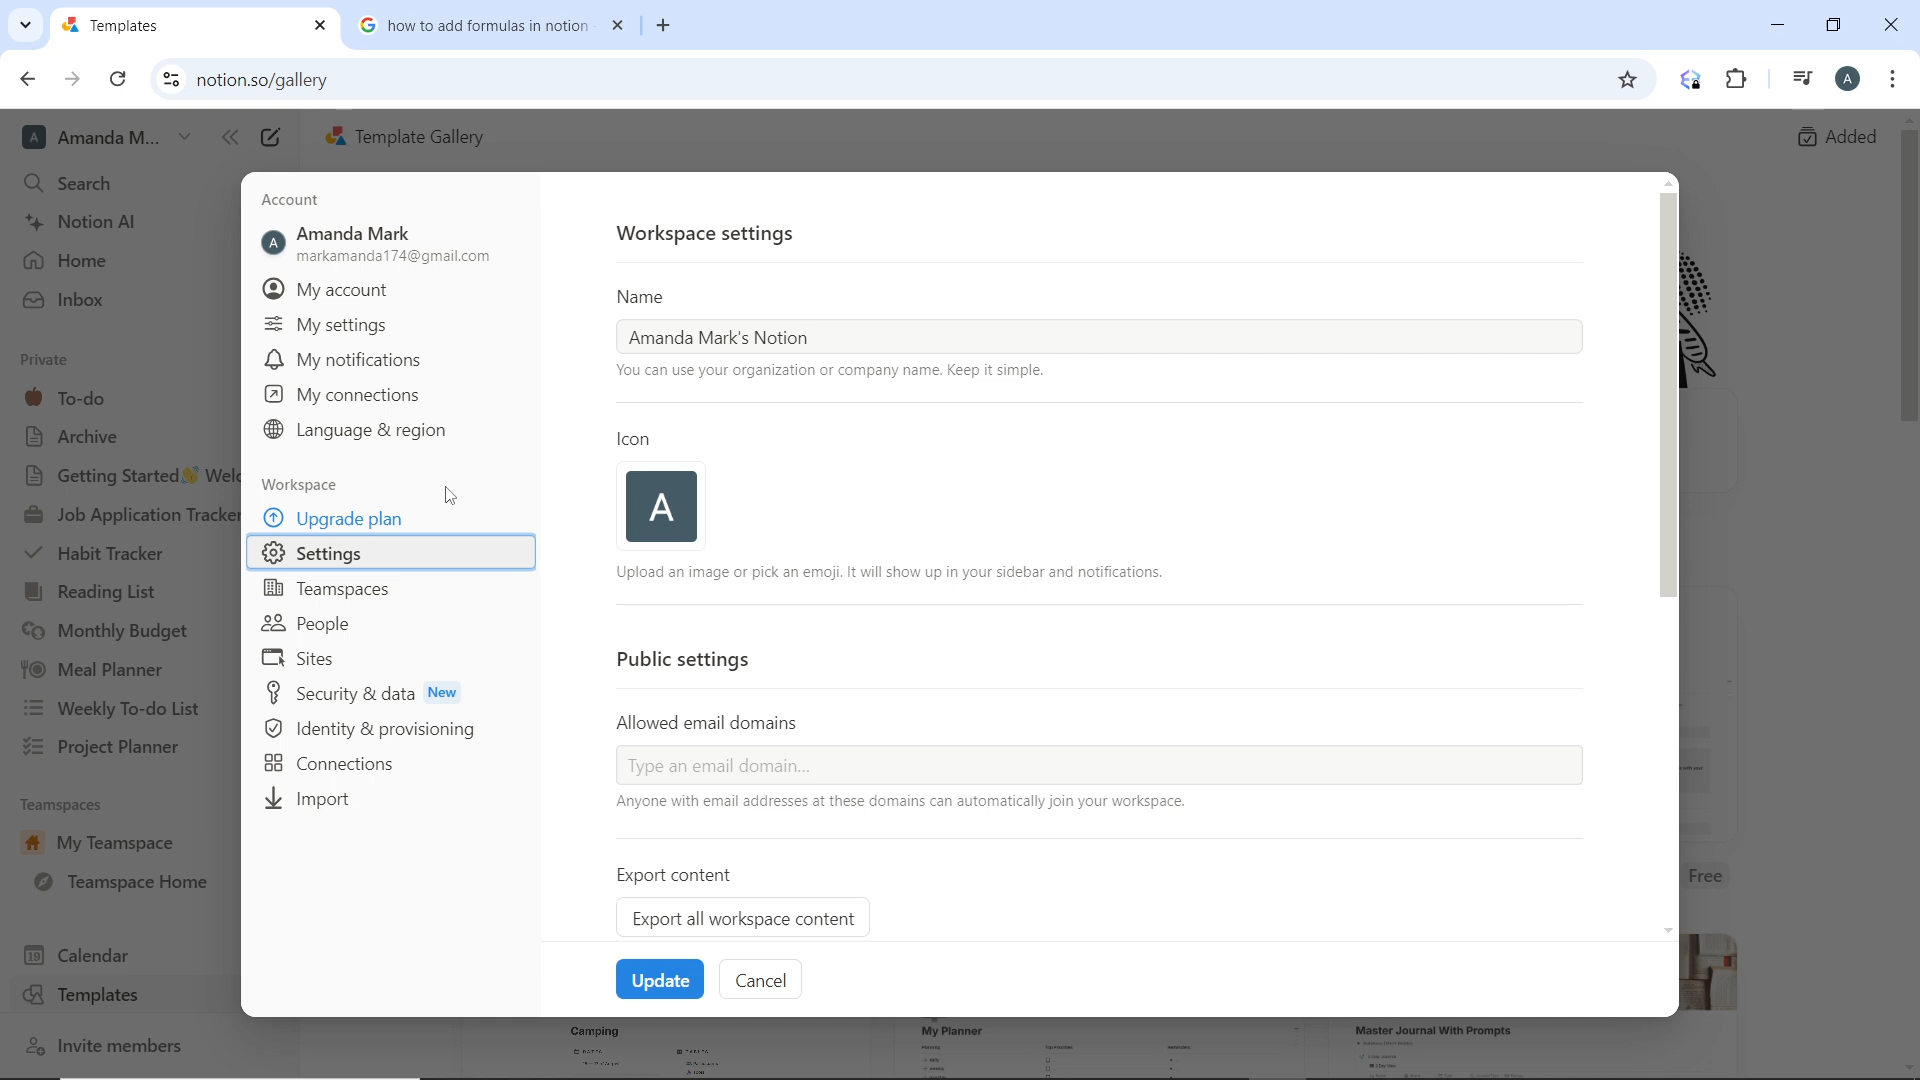 Templates
how to add formulas in notion
notion.so/gallery
A
A Amanda M...
Template Gallery
Added
Search
Notion AI
Home
Inbox
Private
To-do
Archive
Getting Started👋 Welc
Job Application Tracker
Habit Tracker
Reading List
Monthly Budget
Meal Planner
Weekly To-do List
Project Planner
Teamspaces
My Teamspace
Teamspace Home
19 Calendar
Templates
Invite members
Account
A Amanda Mark
markamanda174@gmail.com
My account
My settings
My notifications
My connections
Language & region
Workspace
Upgrade plan
Settings
Teamspaces
People
Sites
Security & data New
Identity & provisioning
Connections
Import
Workspace settings
Name
Amanda Mark's Notion
You can use your organization or company name. Keep it simple.
Icon
A
Upload an image or pick an emoji. It will show up in your sidebar and notifications.
Public settings
Allowed email domains
Type an email domain...
Anyone with email addresses at these domains can automatically join your workspace.
Export content
Export all workspace content
Update Cancel
Free
Camping
My Planner
Master Journal With Prompts